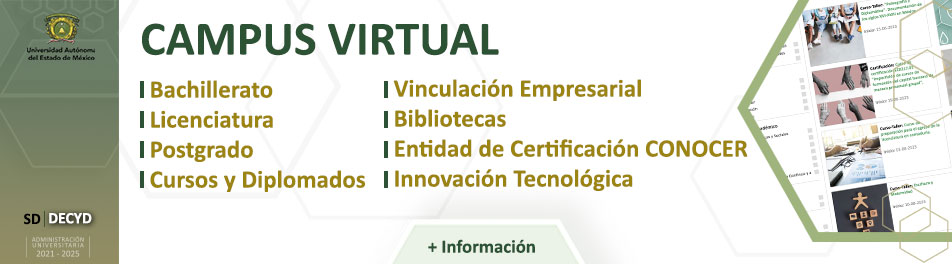 Universidad Autónoma
del Estado de México
SD | DECYD
ADMINISTRACIÓN
UNIVERSITARIA
2021 - 2025
CAMPUS VIRTUAL
Bachillerato
Licenciatura
Postgrado
Cursos y Diplomados
Vinculación Empresarial
Bibliotecas
Entidad de Certificación CONOCER
Innovación Tecnológica
+ Información